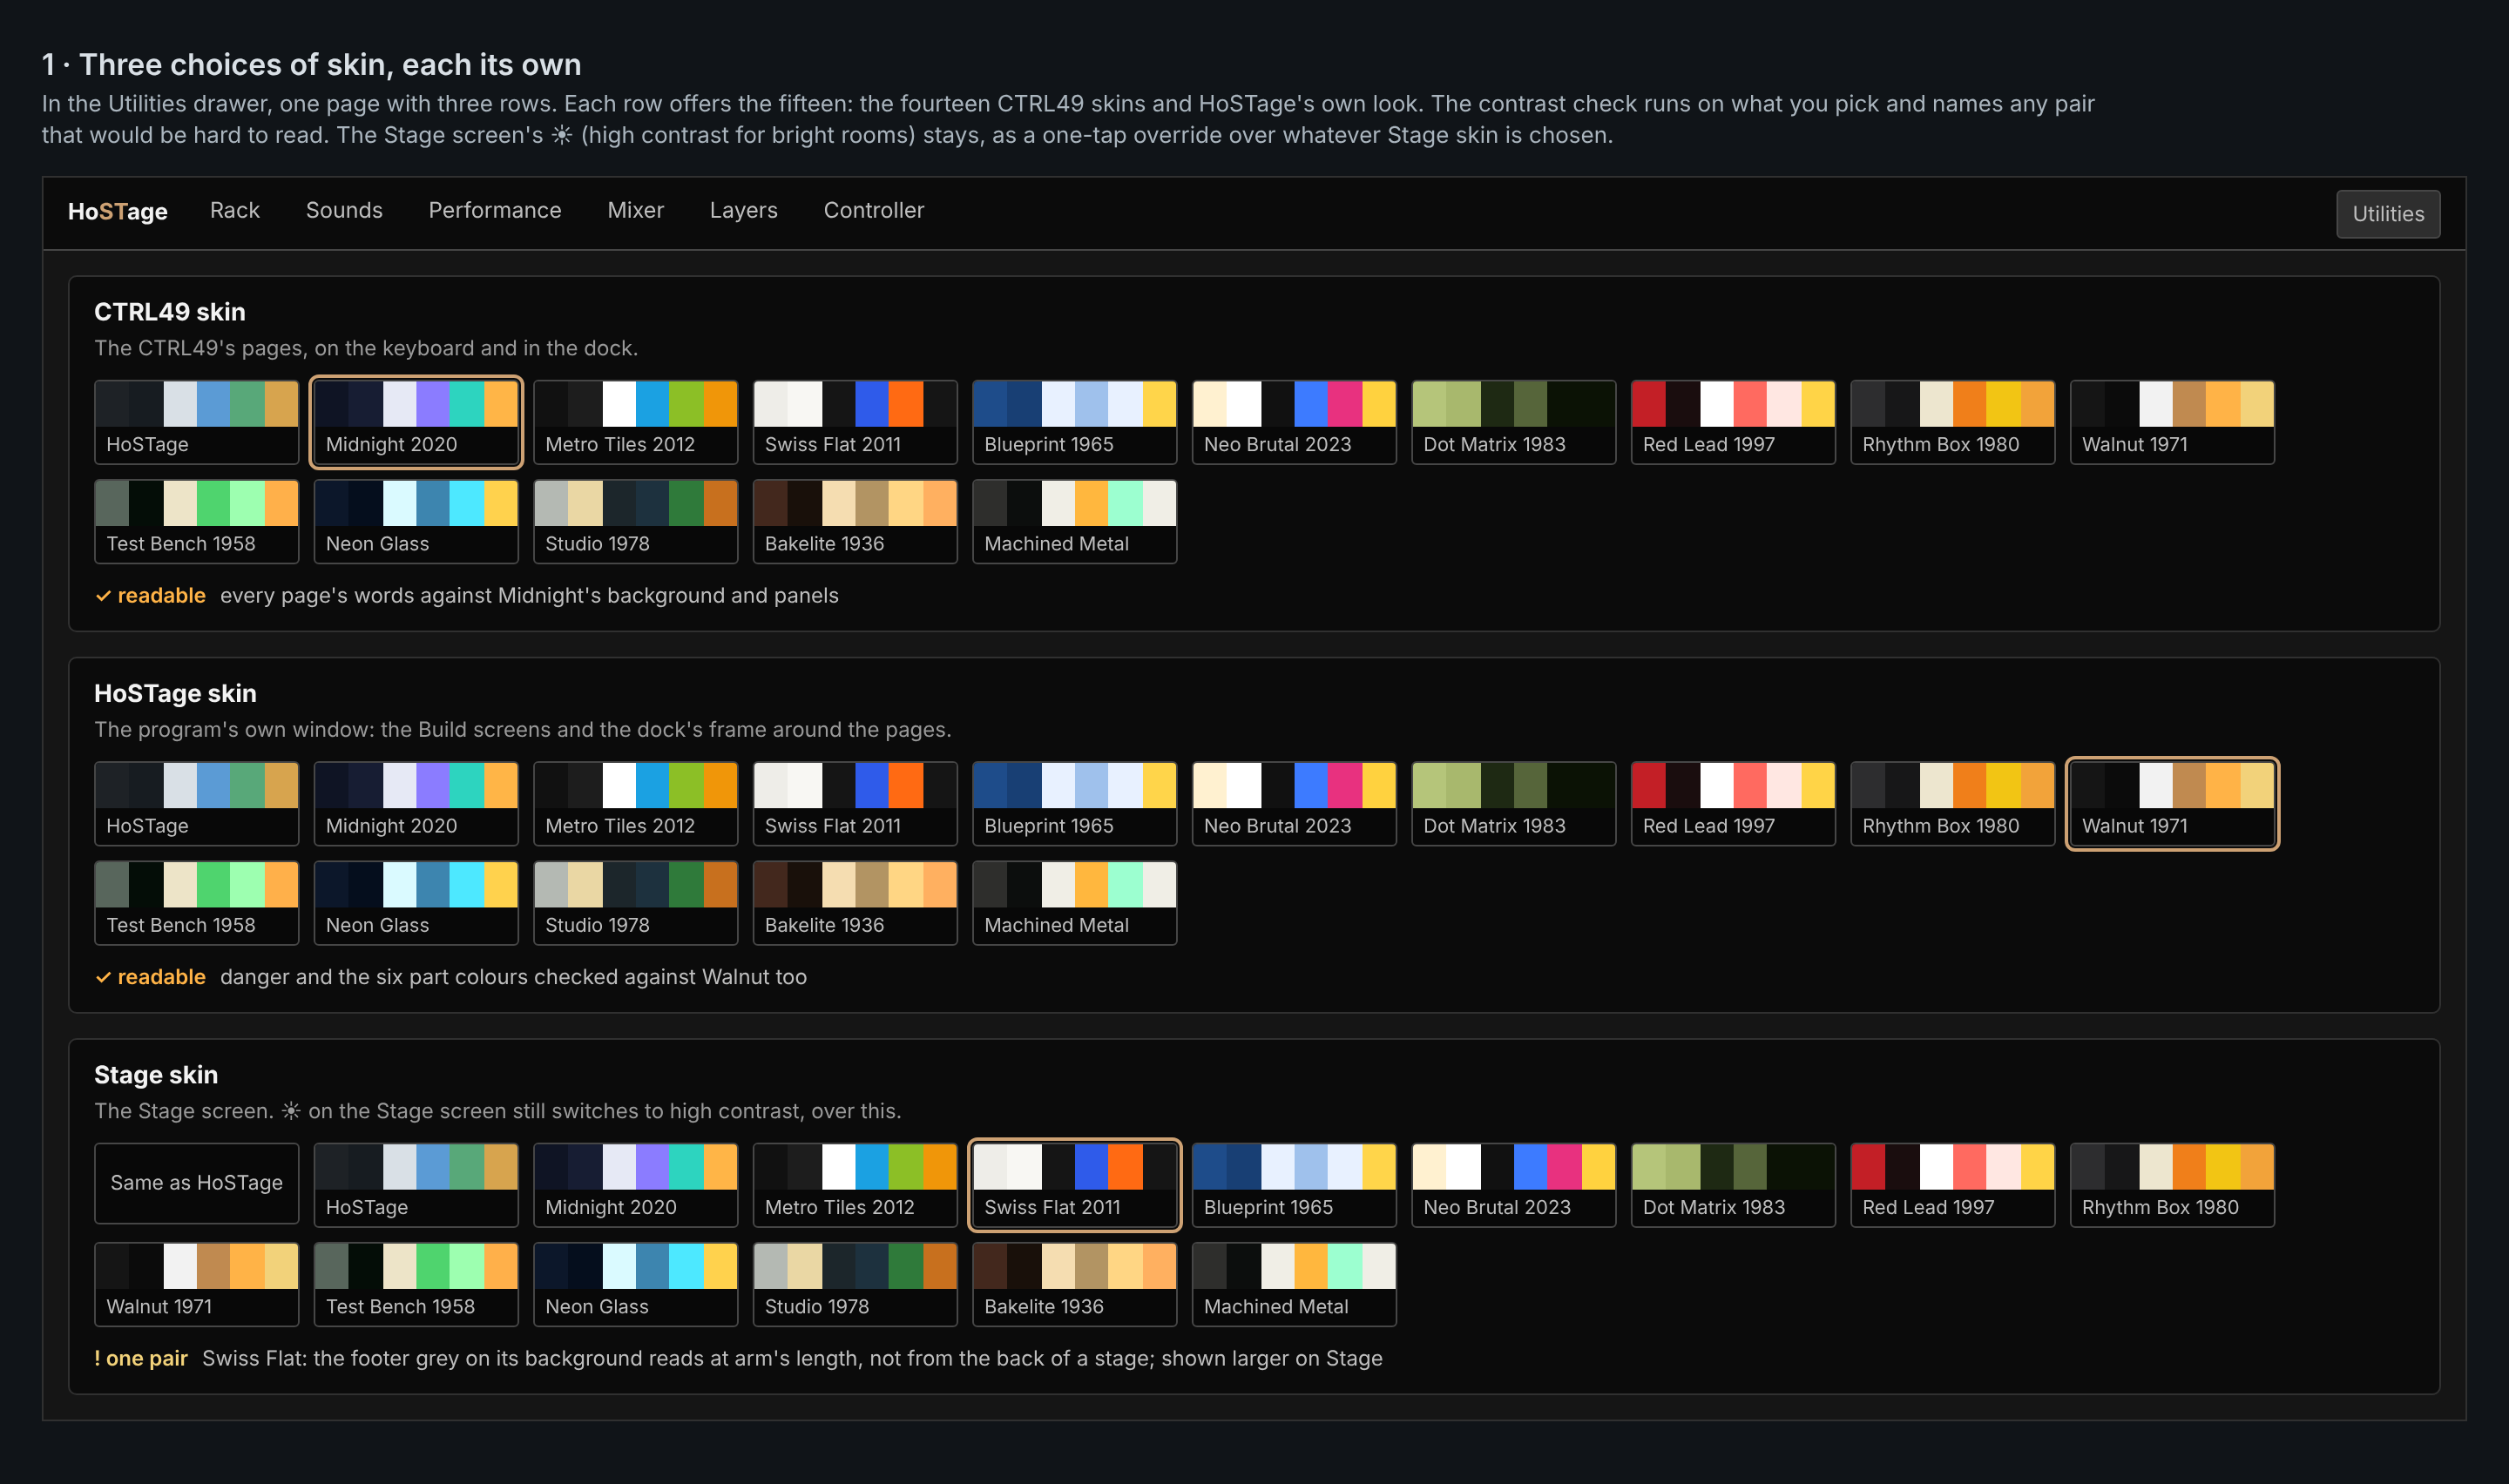 1 · Three choices of skin, each its own
In the Utilities drawer, one page with three rows. Each row offers the fifteen: the fourteen CTRL49 skins and HoSTage's own look. The contrast check runs on what you pick and names any pair
that would be hard to read. The Stage screen's ☀ (high contrast for bright rooms) stays, as a one-tap override over whatever Stage skin is chosen.
HoSTage Rack Sounds Performance Mixer Layers Controller Utilities
CTRL49 skin
The CTRL49's pages, on the keyboard and in the dock.
HoSTage Midnight 2020 Metro Tiles 2012 Swiss Flat 2011 Blueprint 1965 Neo Brutal 2023 Dot Matrix 1983 Red Lead 1997 Rhythm Box 1980 Walnut 1971
Test Bench 1958 Neon Glass Studio 1978 Bakelite 1936 Machined Metal
✓ readable every page's words against Midnight's background and panels
HoSTage skin
The program's own window: the Build screens and the dock's frame around the pages.
HoSTage Midnight 2020 Metro Tiles 2012 Swiss Flat 2011 Blueprint 1965 Neo Brutal 2023 Dot Matrix 1983 Red Lead 1997 Rhythm Box 1980 Walnut 1971
Test Bench 1958 Neon Glass Studio 1978 Bakelite 1936 Machined Metal
✓ readable danger and the six part colours checked against Walnut too
Stage skin
The Stage screen. ☀ on the Stage screen still switches to high contrast, over this.
Same as HoSTage HoSTage Midnight 2020 Metro Tiles 2012 Swiss Flat 2011 Blueprint 1965 Neo Brutal 2023 Dot Matrix 1983 Red Lead 1997 Rhythm Box 1980
Walnut 1971 Test Bench 1958 Neon Glass Studio 1978 Bakelite 1936 Machined Metal
! one pair Swiss Flat: the footer grey on its background reads at arm's length, not from the back of a stage; shown larger on Stage